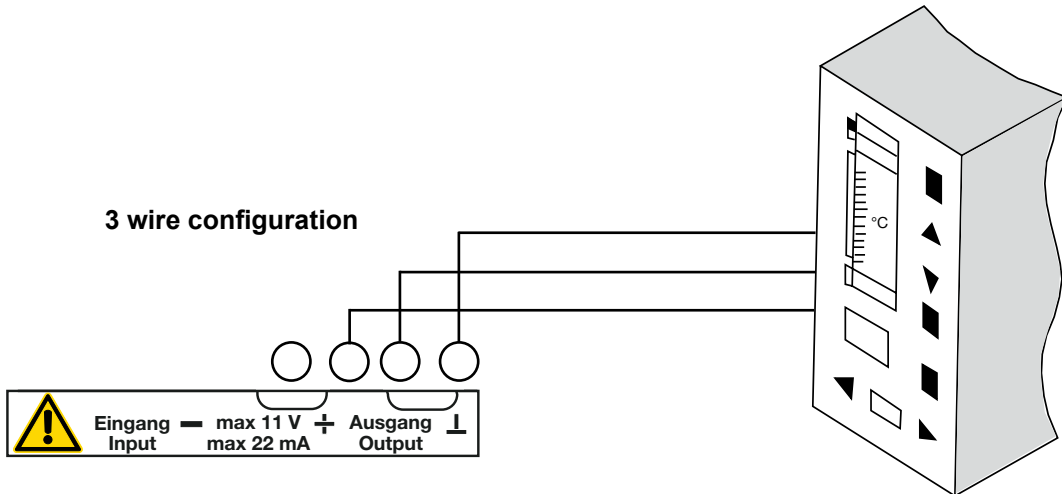 3 wire configuration
°C
Eingang − max 11 V + Ausgang ⊥
Input max 22 mA Output